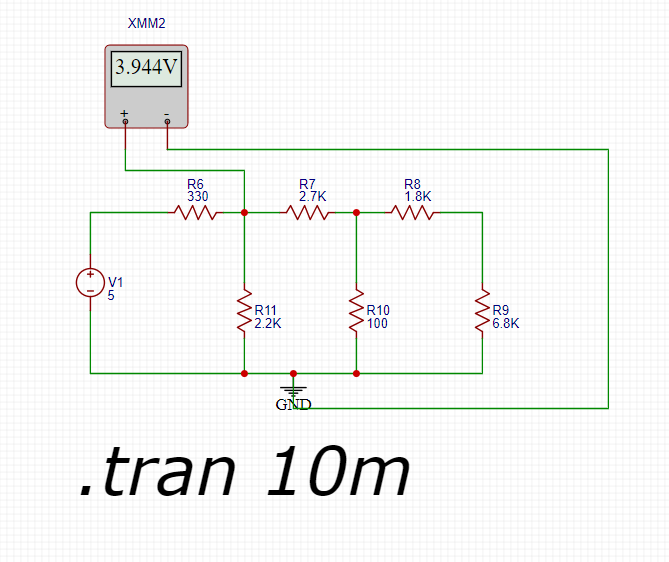 XMM2
3.944V
+ -
R6
330
R7
2.7K
R8
1.8K
V1
5
R11
2.2K
R10
100
R9
6.8K
GND
.tran 10m